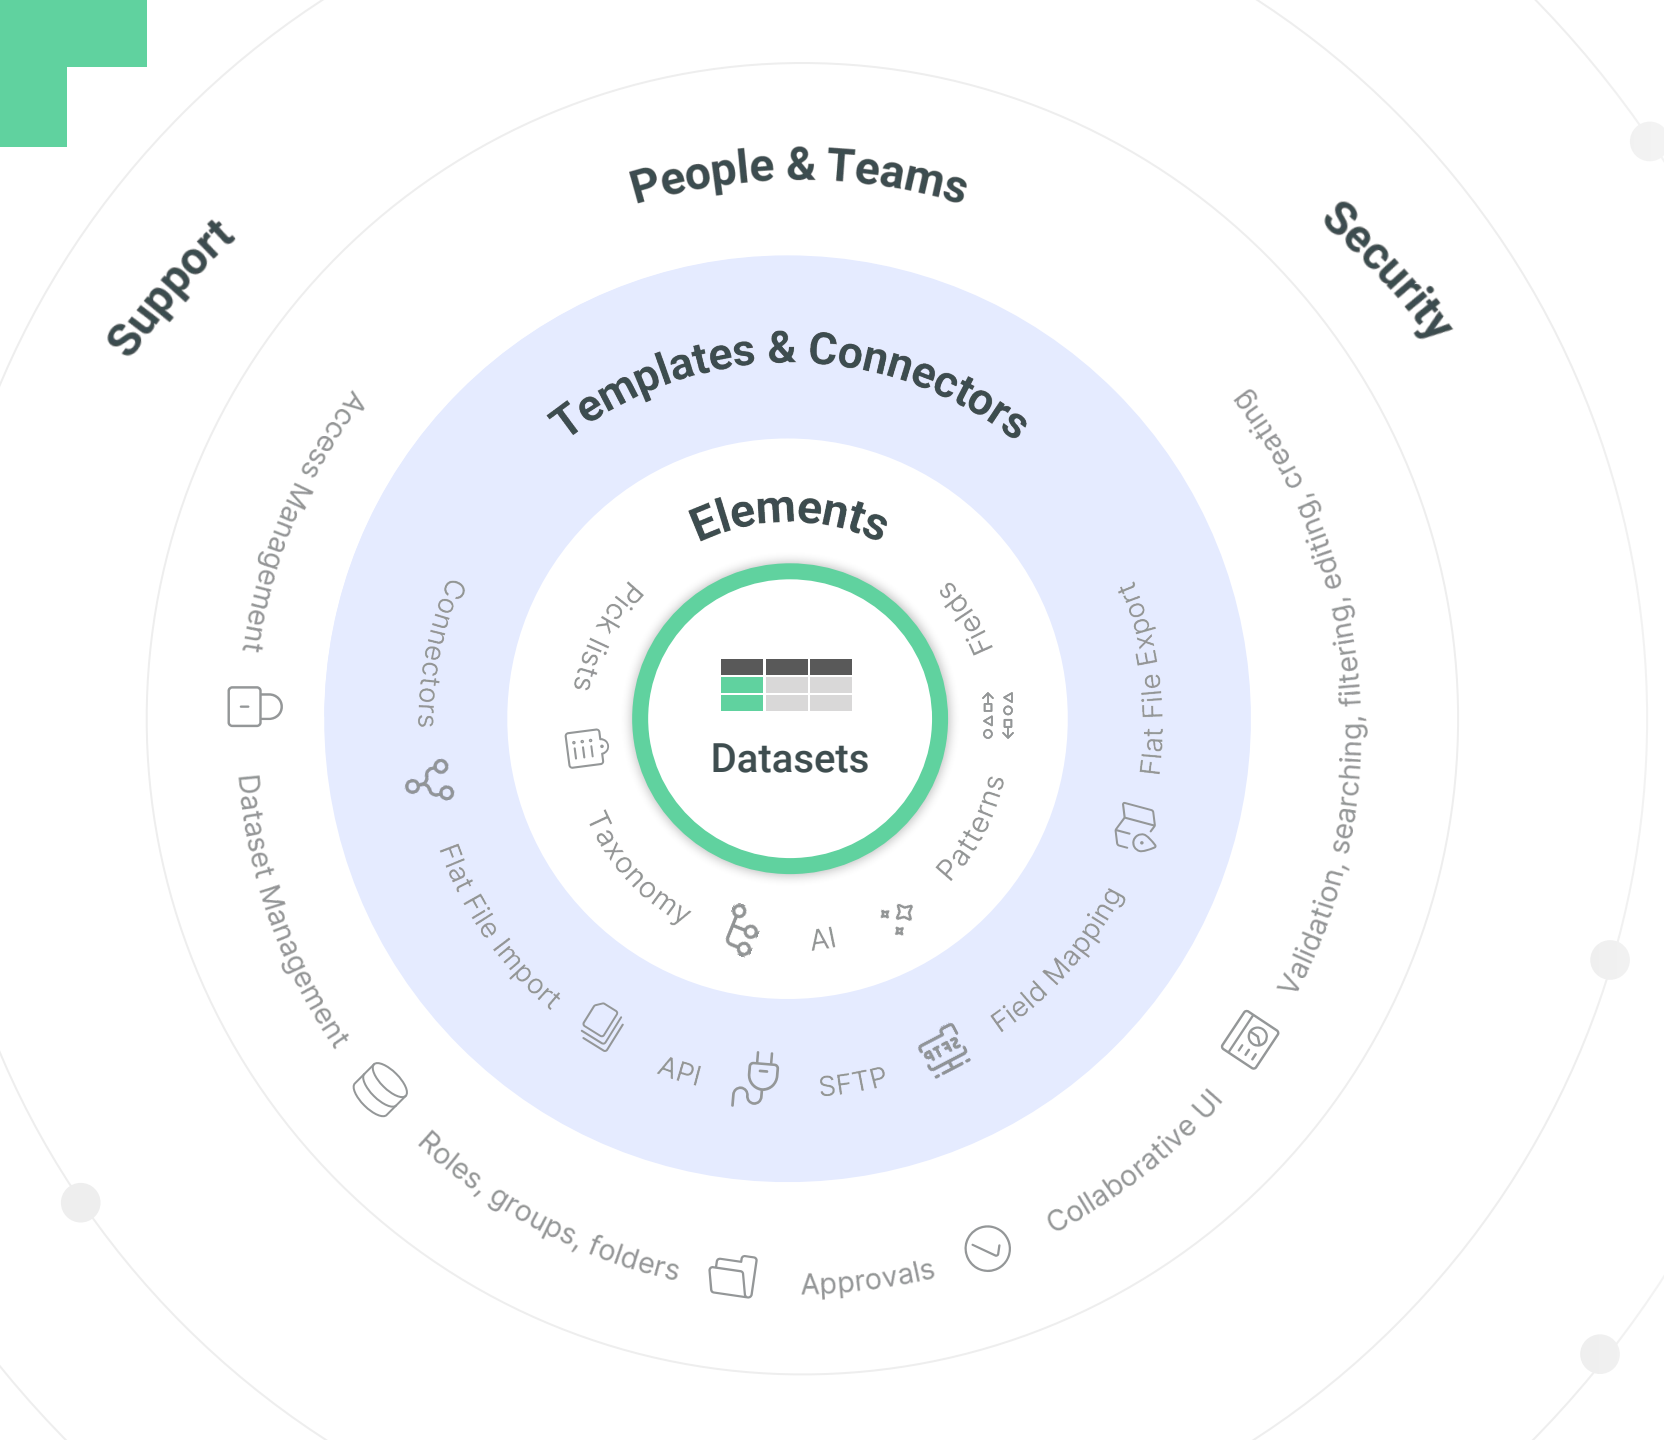 Support
People & Teams
Security
Templates & Connectors
Elements
Datasets
Pick lists
Taxonomy
AI
Patterns
Fields
Connectors
Flat File Import
API
SFTP
Field Mapping
Flat File Export
Access Management
Dataset Management
Roles, groups, folders
Approvals
Collaborative UI
Validation, searching, filtering, editing, creating
SFTP